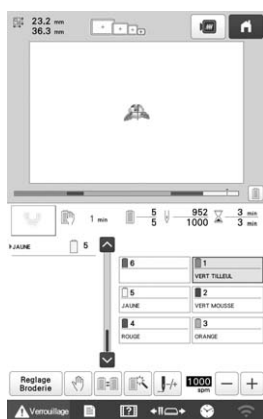 23,2 mm
36.3 mm
1 min
5
5
952
1000
3 min
3 min
JAUNE 5
6
1
VERT TILLEUL
5
JAUNE
2
VERT MOUSSE
4
ROUGE
3
ORANGE
Reglage
Broderie
1000
spm
Verrouillage